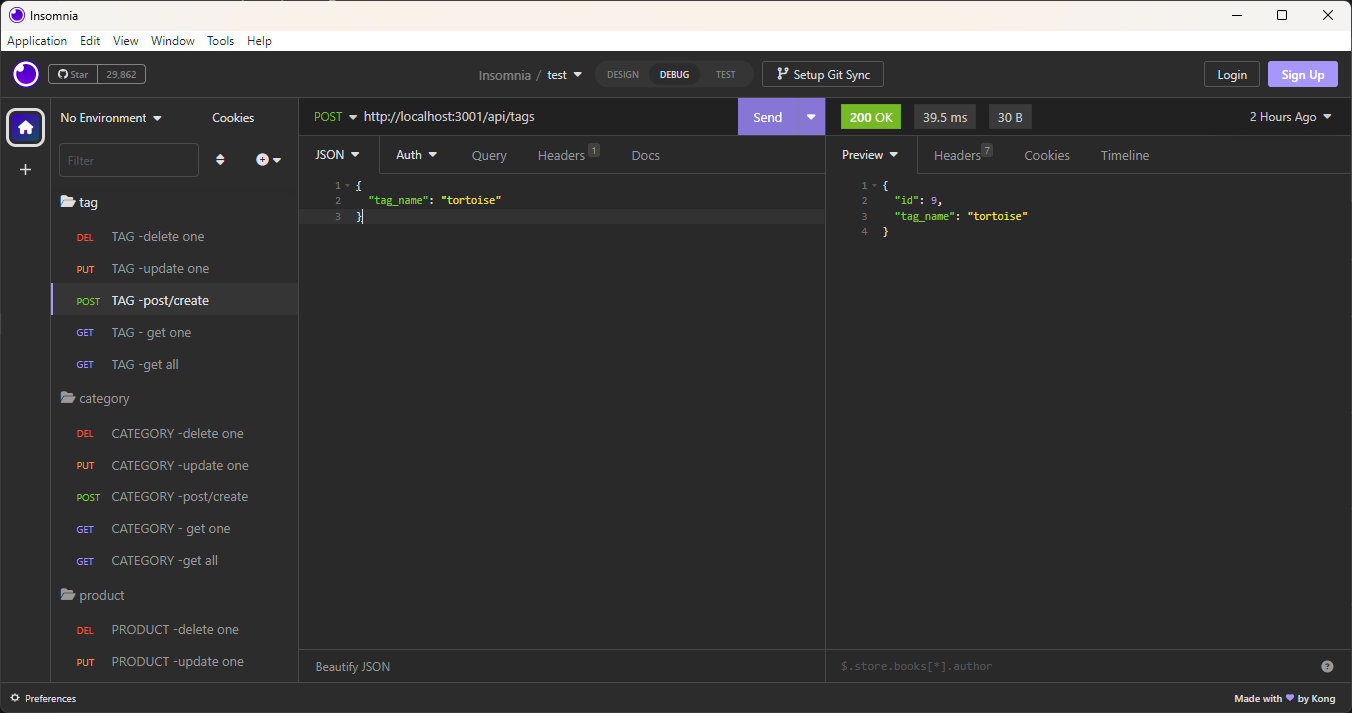 Insomnia
Application Edit View Window Tools Help
Star 29,862 Insomnia / test DESIGN DEBUG TEST Setup Git Sync Login Sign Up
No Environment Cookies
Filter
tag
DEL TAG -delete one
PUT TAG -update one
POST TAG -post/create
GET TAG - get one
GET TAG -get all
category
DEL CATEGORY -delete one
PUT CATEGORY -update one
POST CATEGORY -post/create
GET CATEGORY - get one
GET CATEGORY -get all
product
DEL PRODUCT -delete one
PUT PRODUCT -update one
POST http://localhost:3001/api/tags Send
JSON Auth Query Headers 1 Docs
1 {
2 "tag_name": "tortoise"
3 }
Beautify JSON
200 OK 39.5 ms 30 B 2 Hours Ago
Preview Headers 7 Cookies Timeline
1 {
2 "id": 9,
3 "tag_name": "tortoise"
4 }
$.store.books[*].author ?
Preferences Made with ♥ by Kong